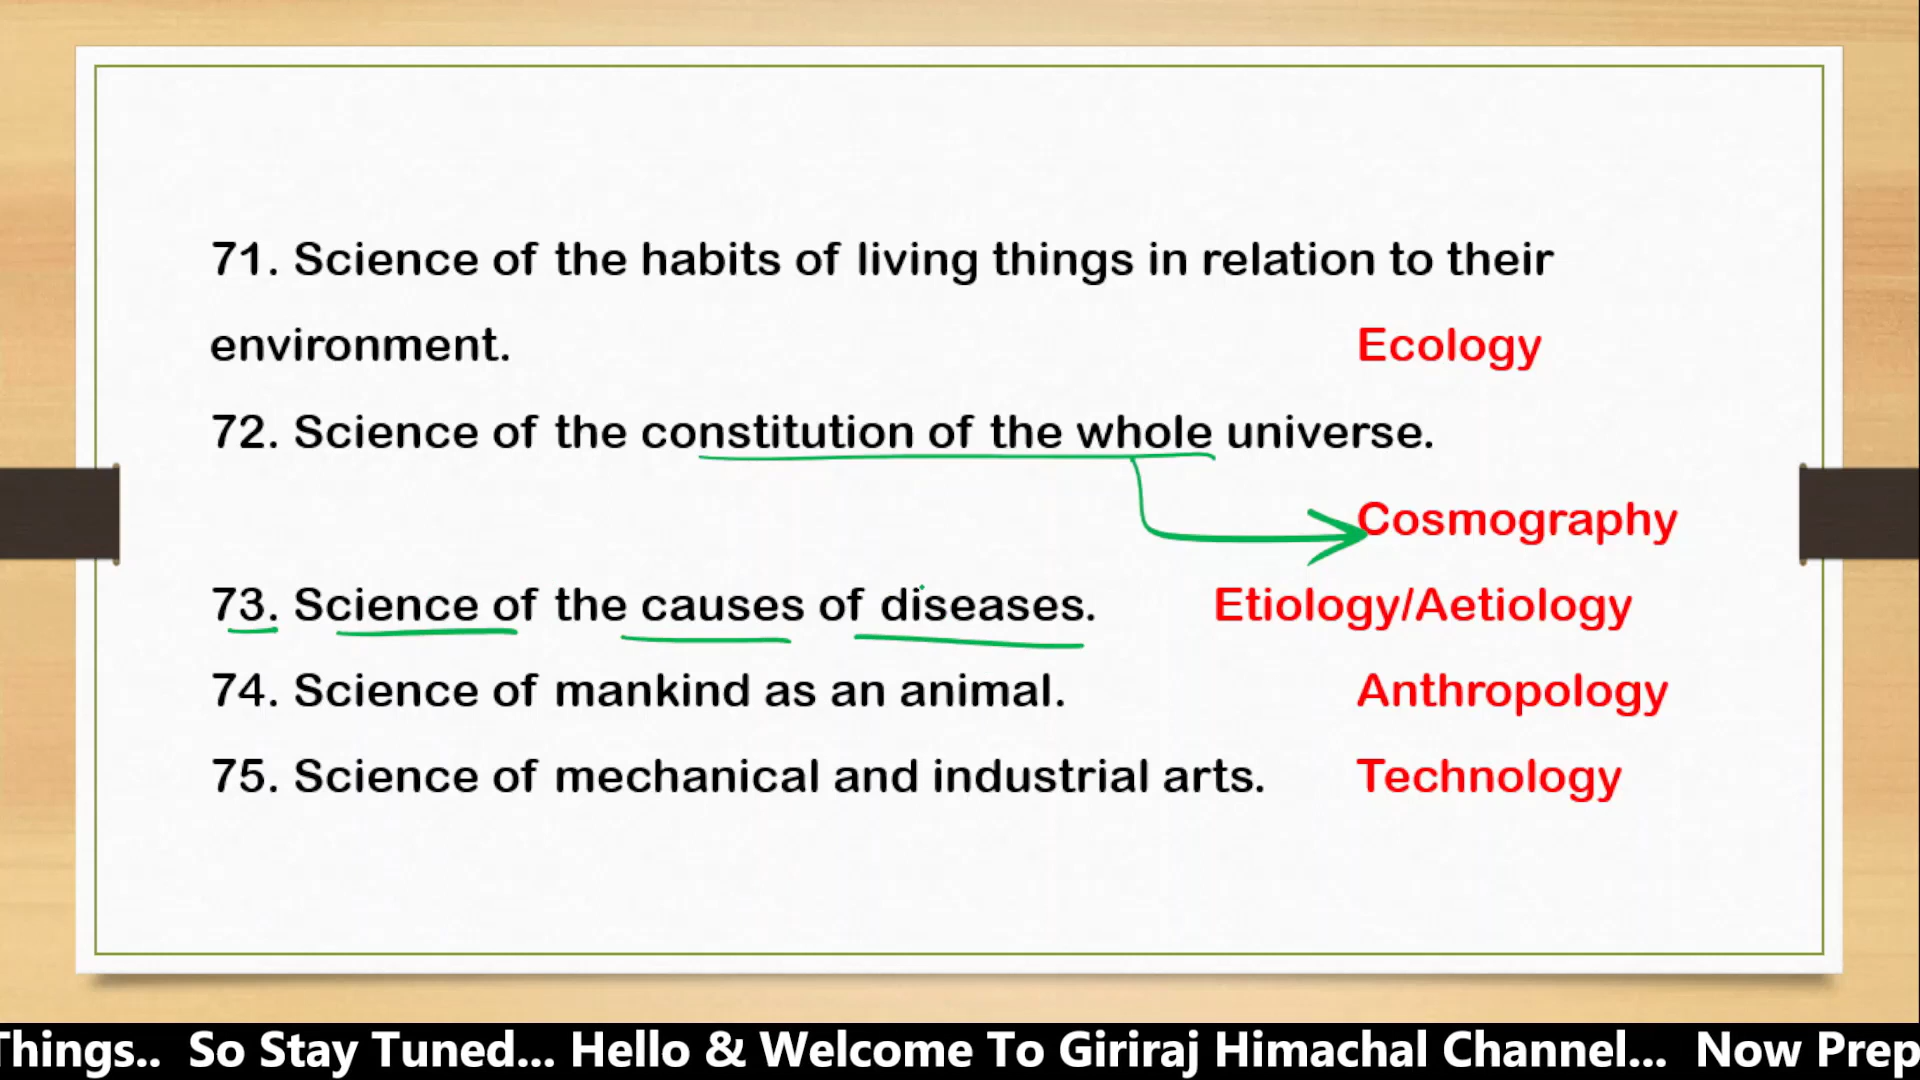 71. Science of the habits of living things in relation to their
environment. Ecology
72. Science of the constitution of the whole universe.
Cosmography
73. Science of the causes of diseases. Etiology/Aetiology
74. Science of mankind as an animal. Anthropology
75. Science of mechanical and industrial arts. Technology
Things.. So Stay Tuned... Hello & Welcome To Giriraj Himachal Channel... Now Prep